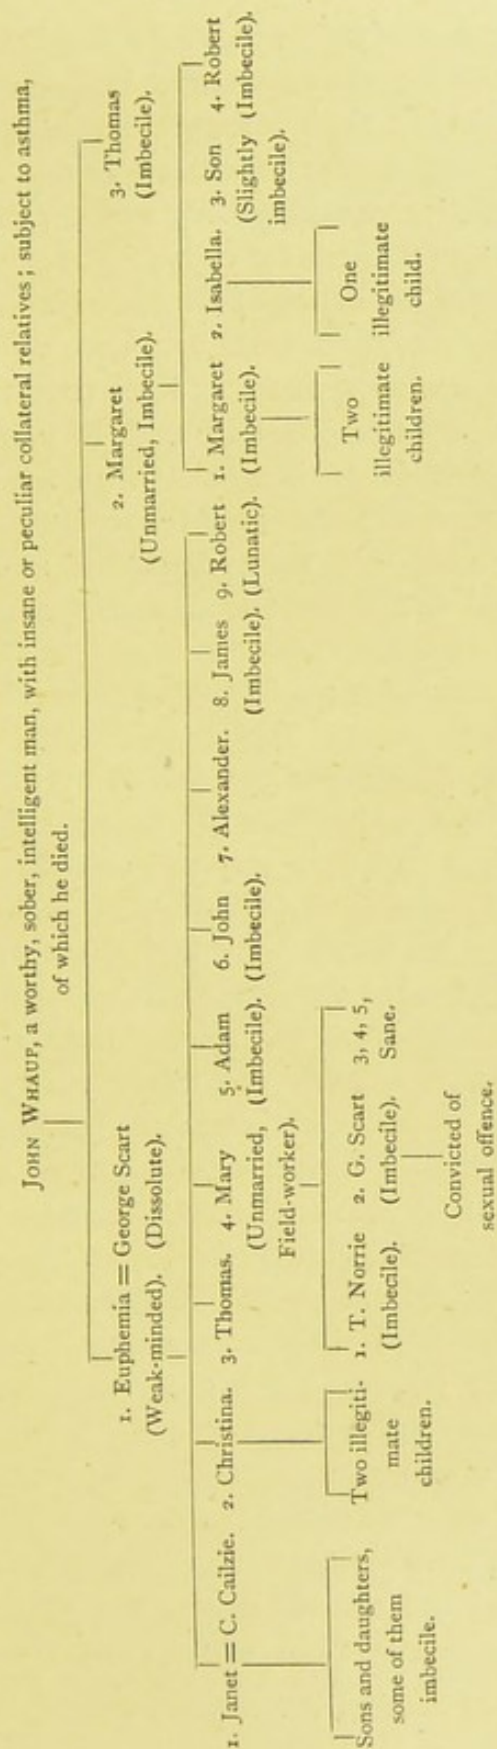 JOHN WHAUP, a worthy, sober, intelligent man, with insane or peculiar collateral relatives; subject to asthma,
of which he died.
1. Euphemia = George Scart
(Weak-minded). (Dissolute).
2. Margaret
(Unmarried, Imbecile).
3. Thomas
(Imbecile).
1. Janet = C. Cailzie.
2. Christina.
3. Thomas.
4. Mary
(Unmarried,
Field-worker).
5. Adam
(Imbecile).
6. John
(Imbecile).
7. Alexander.
8. James
(Imbecile).
9. Robert
(Lunatic).
1. Margaret
(Imbecile).
2. Isabella.
3. Son
(Slightly
imbecile).
4. Robert
(Imbecile).
Sons and daughters,
some of them
imbecile.
Two illegiti-
mate
children.
1. T. Norrie
(Imbecile).
2. G. Scart
(Imbecile).
3, 4, 5,
Sane.
Convicted of
sexual offence.
Two
illegitimate
children.
One
illegitimate
child.